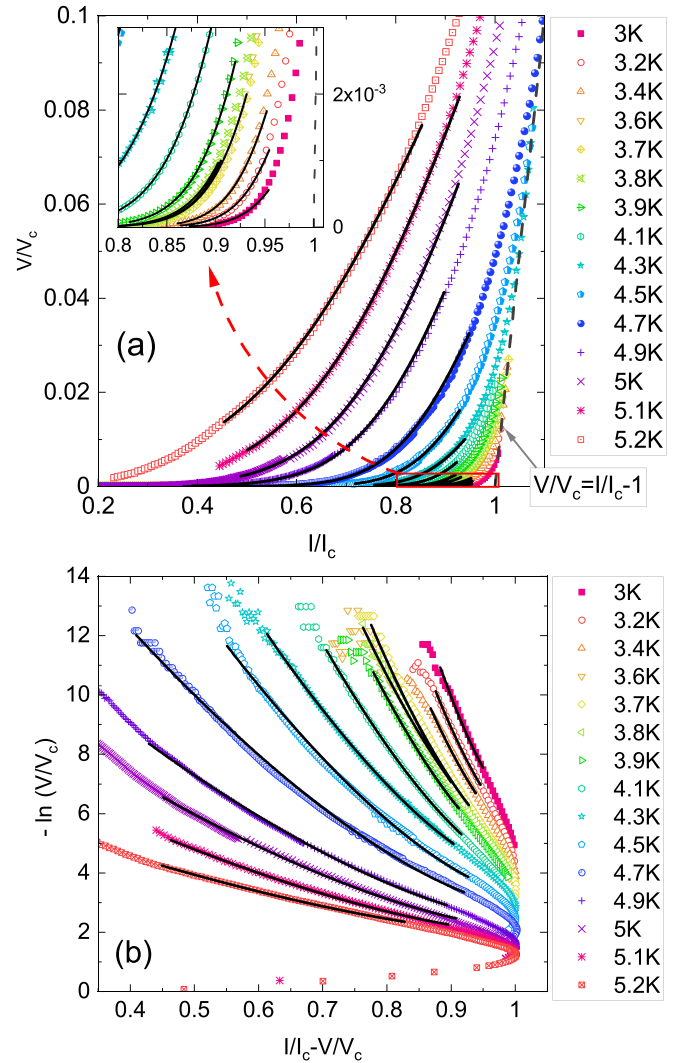 0.1
0.08
0.06
0.04
0.02
0
V/V_c
0.8 0.85 0.9 0.95 1
2x10⁻³
0
(a)
V/V_c=I/I_c-1
0.2 0.4 0.6 0.8 1
I/I_c
3K
3.2K
3.4K
3.6K
3.7K
3.8K
3.9K
4.1K
4.3K
4.5K
4.7K
4.9K
5K
5.1K
5.2K
14
12
10
8
6
4
2
0
- ln (V/V_c)
(b)
0.4 0.5 0.6 0.7 0.8 0.9 1
I/I_c-V/V_c
3K
3.2K
3.4K
3.6K
3.7K
3.8K
3.9K
4.1K
4.3K
4.5K
4.7K
4.9K
5K
5.1K
5.2K